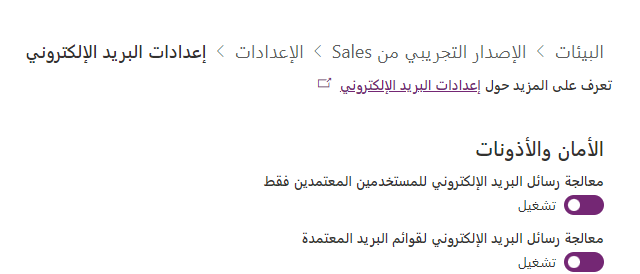 البيئات > الإصدار التجريبي من Sales > الإعدادات > إعدادات البريد الإلكتروني
تعرف على المزيد حول إعدادات البريد الإلكتروني
الأمان والأذونات
معالجة رسائل البريد الإلكتروني للمستخدمين المعتمدين فقط
تشغيل
معالجة رسائل البريد الإلكتروني لقوائم البريد المعتمدة
تشغيل